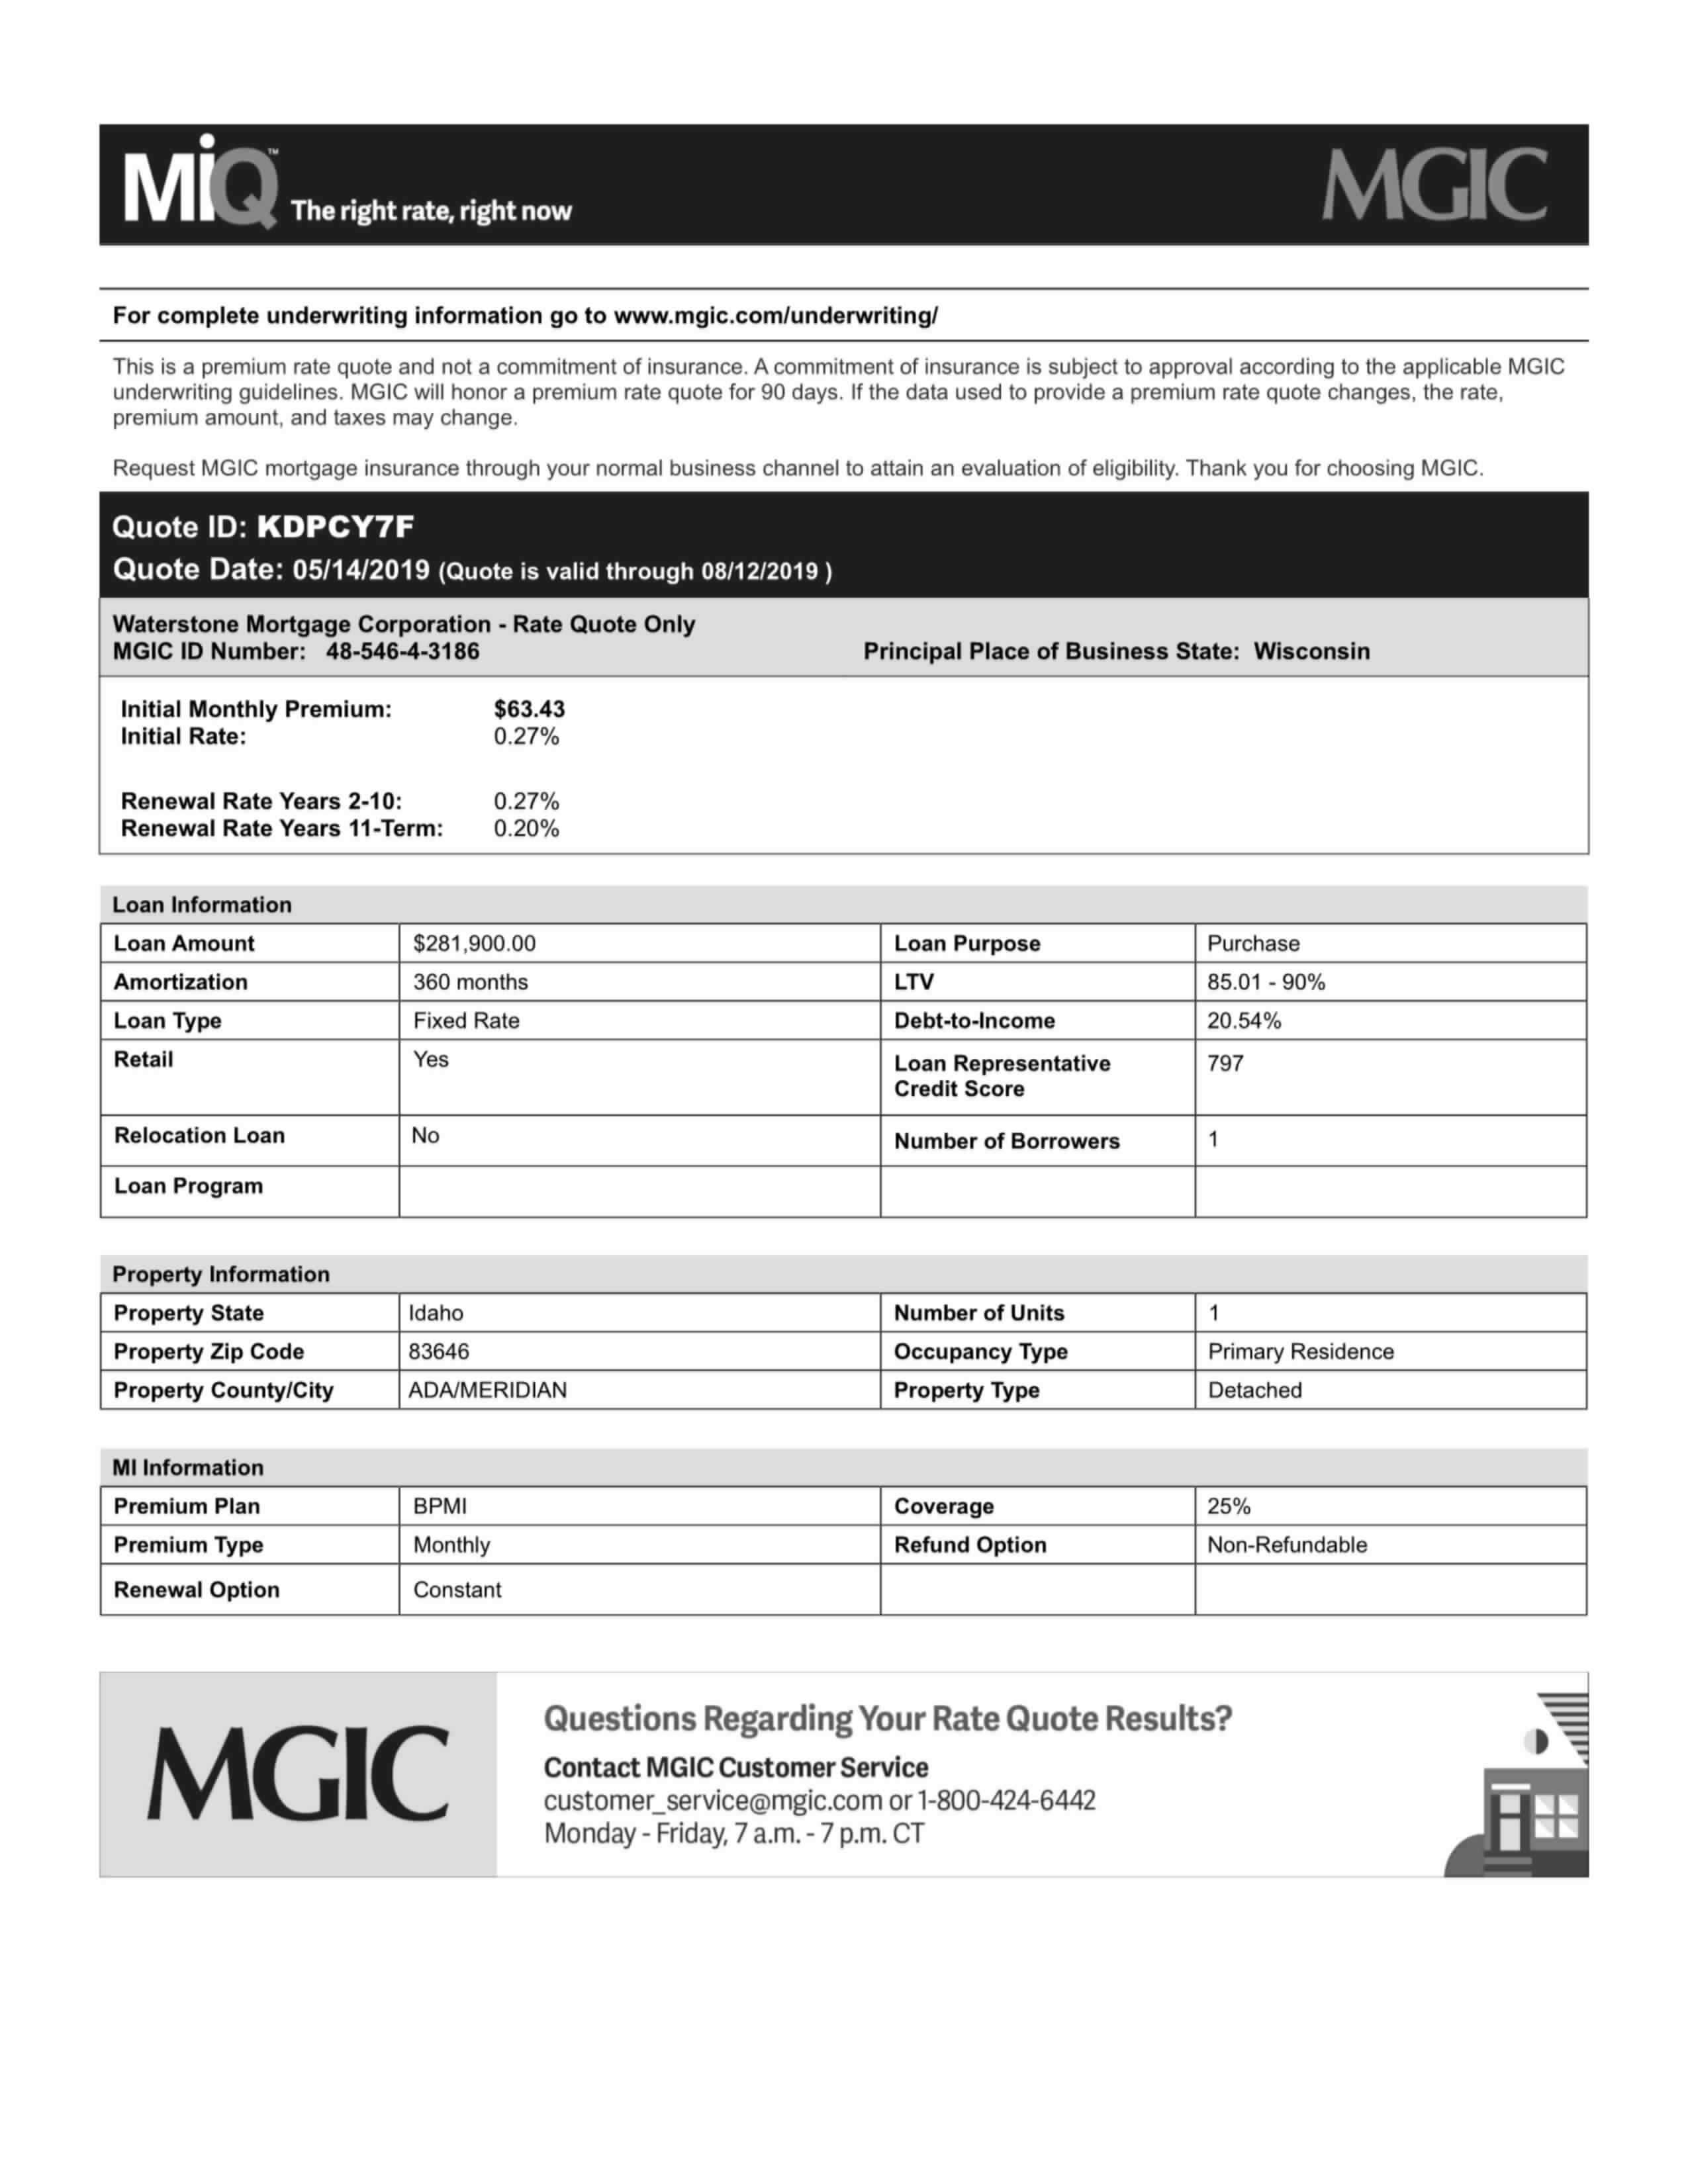 MiQ™ The right rate, right now
MGIC
For complete underwriting information go to www.mgic.com/underwriting/
This is a premium rate quote and not a commitment of insurance. A commitment of insurance is subject to approval according to the applicable MGIC
underwriting guidelines. MGIC will honor a premium rate quote for 90 days. If the data used to provide a premium rate quote changes, the rate,
premium amount, and taxes may change.
Request MGIC mortgage insurance through your normal business channel to attain an evaluation of eligibility. Thank you for choosing MGIC.
Quote ID: KDPCY7F
Quote Date: 05/14/2019 (Quote is valid through 08/12/2019 )
Waterstone Mortgage Corporation - Rate Quote Only
MGIC ID Number: 48-546-4-3186 Principal Place of Business State: Wisconsin
Initial Monthly Premium: $63.43
Initial Rate: 0.27%
Renewal Rate Years 2-10: 0.27%
Renewal Rate Years 11-Term: 0.20%
Loan Information
Loan Amount $281,900.00 Loan Purpose Purchase
Amortization 360 months LTV 85.01 - 90%
Loan Type Fixed Rate Debt-to-Income 20.54%
Retail Yes Loan Representative 797
Credit Score
Relocation Loan No Number of Borrowers 1
Loan Program
Property Information
Property State Idaho Number of Units 1
Property Zip Code 83646 Occupancy Type Primary Residence
Property County/City ADA/MERIDIAN Property Type Detached
MI Information
Premium Plan BPMI Coverage 25%
Premium Type Monthly Refund Option Non-Refundable
Renewal Option Constant
MGIC
Questions Regarding Your Rate Quote Results?
Contact MGIC Customer Service
customer_service@mgic.com or 1-800-424-6442
Monday - Friday, 7 a.m. - 7 p.m. CT